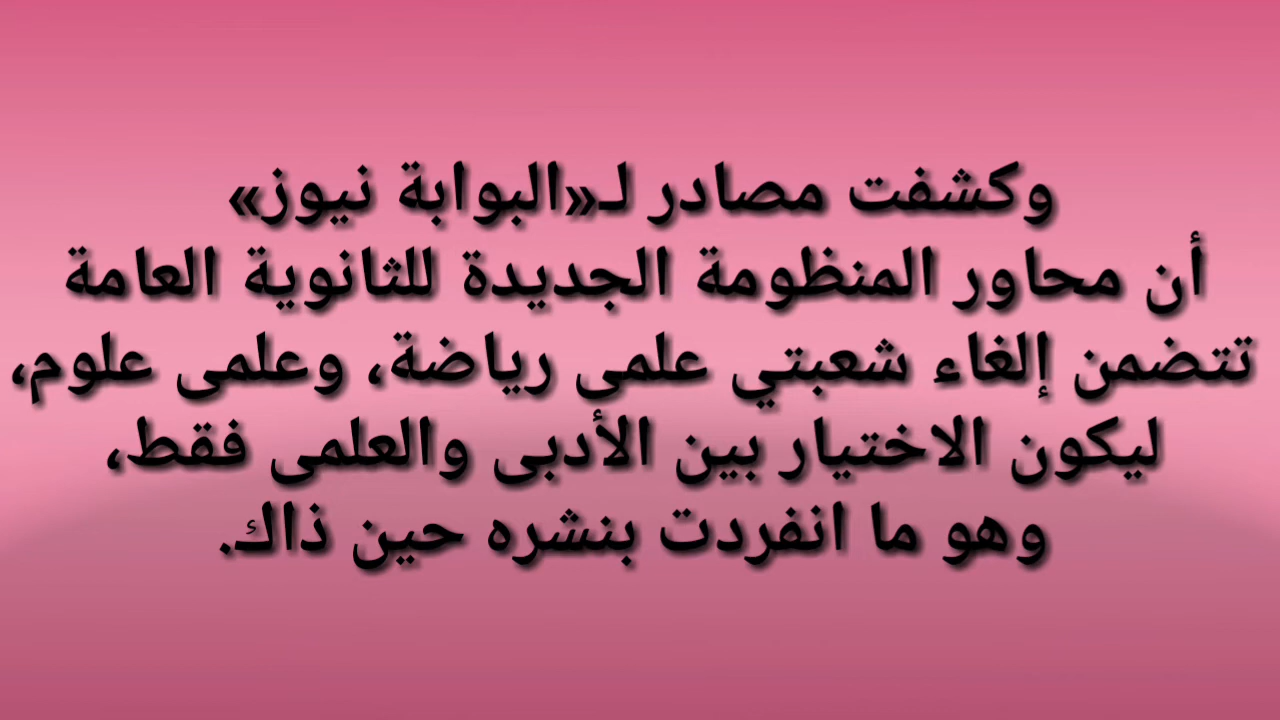 وكشفت مصادر لـ«البوابة نيوز»
أن محاور المنظومة الجديدة للثانوية العامة
تتضمن إلغاء شعبتي علمى رياضة، وعلمى علوم،
ليكون الاختيار بين الأدبى والعلمى فقط،
وهو ما انفردت بنشره حين ذاك.